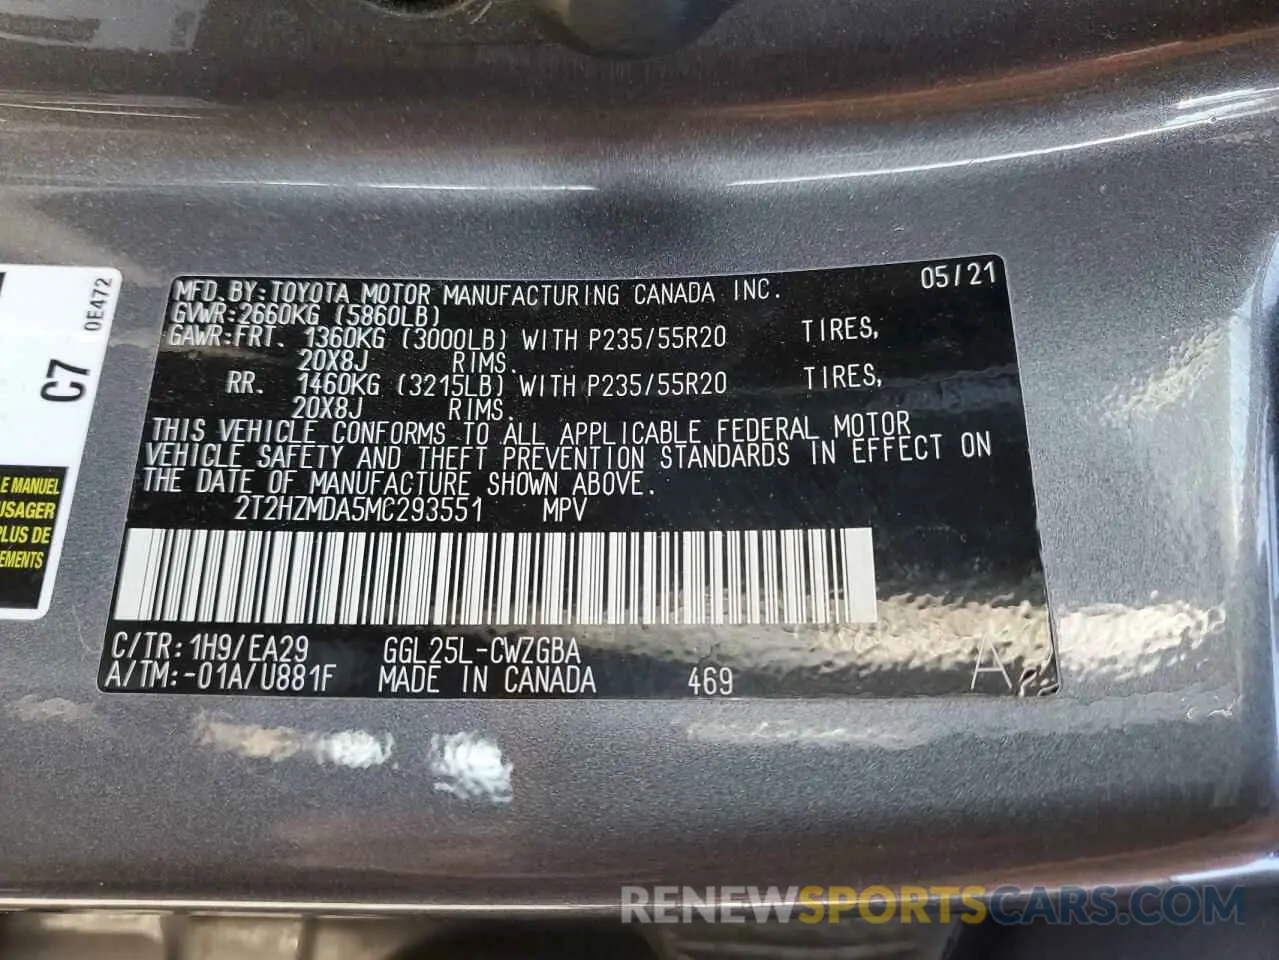 MFD. BY: TOYOTA MOTOR MANUFACTURING CANADA INC. 05/21
GVWR: 2660KG (5860LB)
GAWR: FRT. 1360KG (3000LB) WITH P235/55R20 TIRES,
20X8J RIMS.
RR. 1460KG (3215LB) WITH P235/55R20 TIRES,
20X8J RIMS.
THIS VEHICLE CONFORMS TO ALL APPLICABLE FEDERAL MOTOR
VEHICLE SAFETY AND THEFT PREVENTION STANDARDS IN EFFECT ON
THE DATE OF MANUFACTURE SHOWN ABOVE.
2T2HZMDA5MC293551 MPV
C/TR: 1H9/EA29 GGL25L-CWZGBA
A/TM: -01A/U881F MADE IN CANADA 469 A
0E472
C7
LE MANUEL
USAGER
PLUS DE
EMENTS
RENEWSPORTSCARS.COM